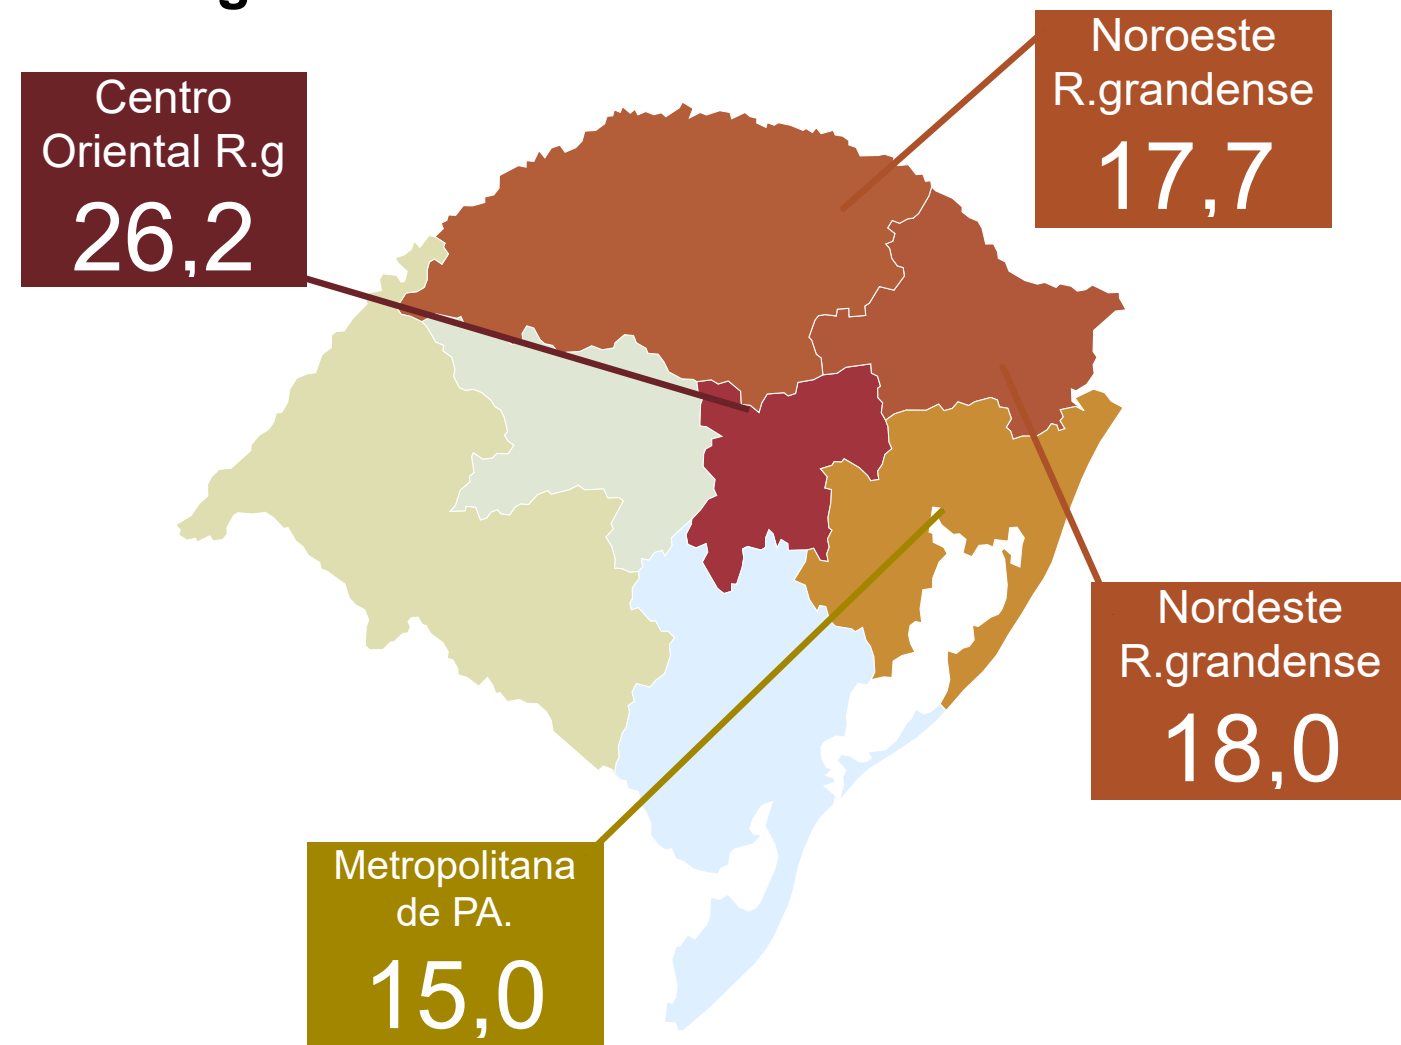 Noroeste
R.grandense
17,7
Centro
Oriental R.g
26,2
Nordeste
R.grandense
18,0
Metropolitana
de PA.
15,0